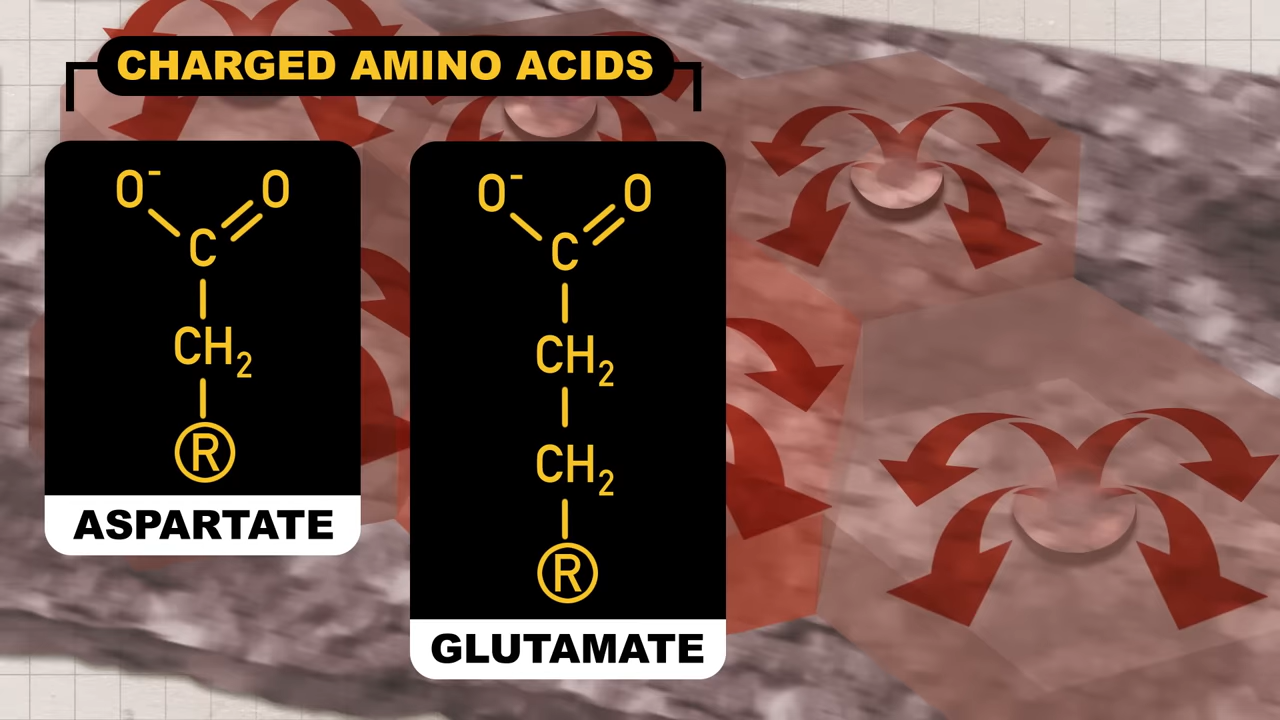 CHARGED AMINO ACIDS
O⁻ O
C
CH₂
R
ASPARTATE
O⁻ O
C
CH₂
CH₂
R
GLUTAMATE